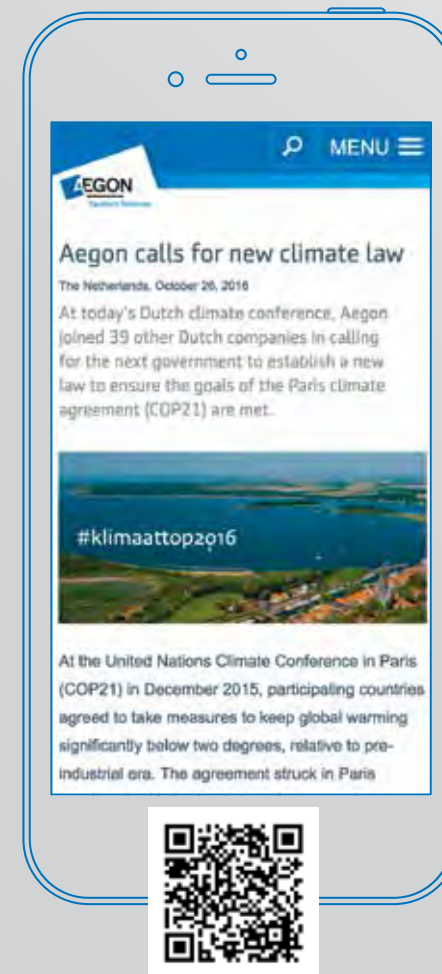 MENU
AEGON
Aegon calls for new climate law
The Netherlands, October 26, 2016
At today's Dutch climate conference, Aegon
joined 39 other Dutch companies in calling
for the next government to establish a new
law to ensure the goals of the Paris climate
agreement (COP21) are met.
#klimaattop2016
At the United Nations Climate Conference in Paris
(COP21) in December 2015, participating countries
agreed to take measures to keep global warming
significantly below two degrees, relative to pre-
industrial era. The agreement struck in Paris